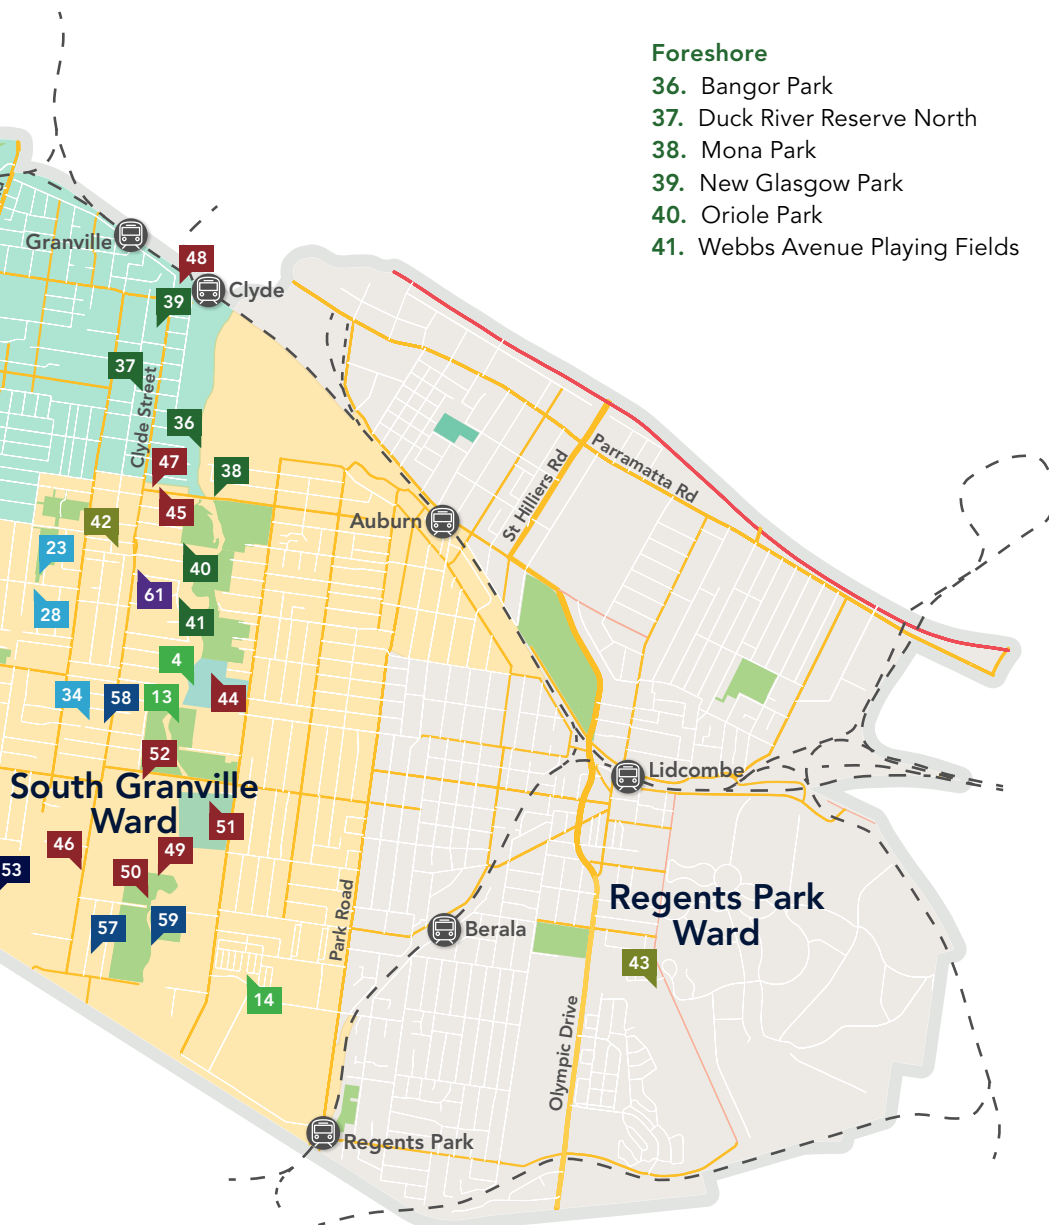 Foreshore
36. Bangor Park
37. Duck River Reserve North
38. Mona Park
39. New Glasgow Park
40. Oriole Park
41. Webbs Avenue Playing Fields
Granville
48
Clyde
39
37
Clyde Street
36
47
38
45
42
23
40
61
28
41
4
34
58
13
44
52
South Granville
Ward
51
46
49
53
50
57
59
14
Auburn
St Hilliers Rd
Parramatta Rd
Lidcombe
Regents Park
Ward
Park Road
Berala
43
Olympic Drive
Regents Park